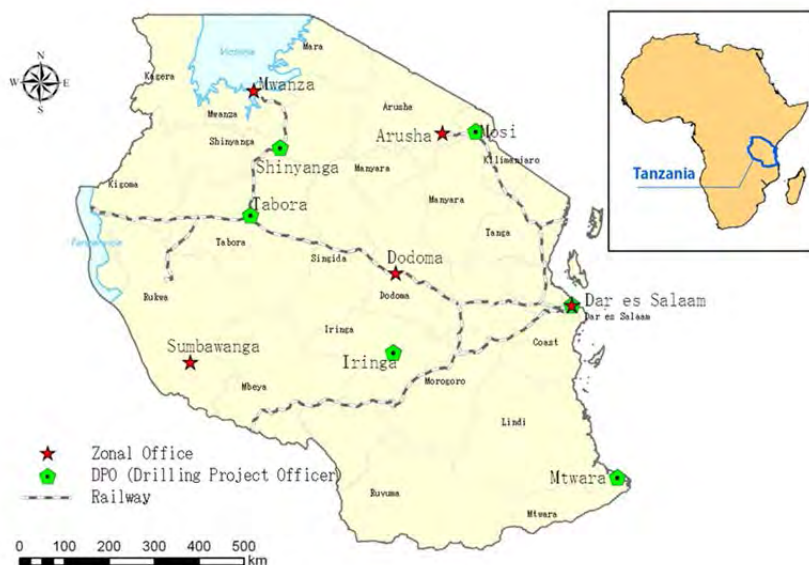 Victoria
Mara
N
W E
S
Kagera
Mwanza
Mwanza
Arusha
Shinyanga
Arusha
Mosi
Shinyanga
Kilimanjaro
Manyara
Kigoma
Manyara
Tabora
Tanga
Tabora
Singida
Dodoma
Dodoma
Rukwa
Dar es Salaam
Dar es Salaam
Iringa
Coast
Sumbawanga
Iringa
Mbeya
Morogoro
Lindi
Zonal Office
DPO (Drilling Project Officer)
Mtwara
Railway
Ruvuma
Mtwara
0 100 200 300 400 500
km
Tanzania